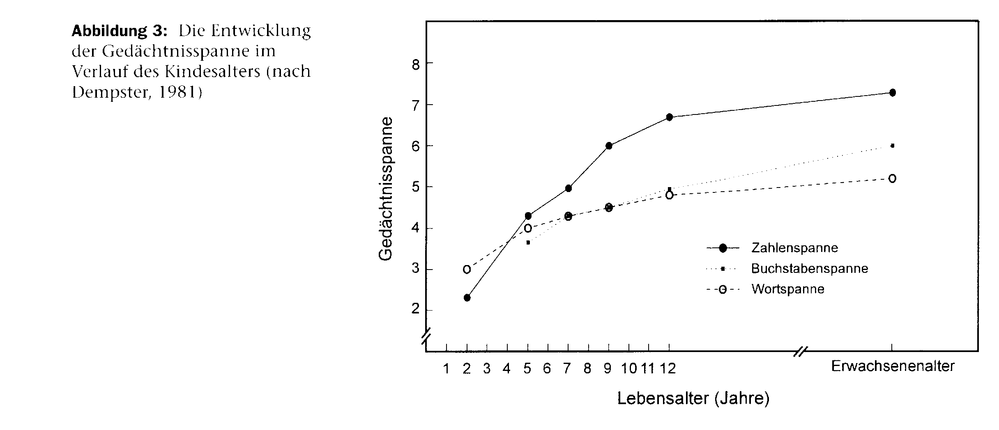 Abbildung 3: Die Entwicklung
der Gedächtnisspanne im
Verlauf des Kindesalters (nach
Dempster, 1981)
Gedächtnisspanne
8
7
6
5
4
3
2
Zahlenspanne
Buchstabenspanne
Wortspanne
1 2 3 4 5 6 7 8 9 10 11 12 Erwachsenenalter
Lebensalter (Jahre)